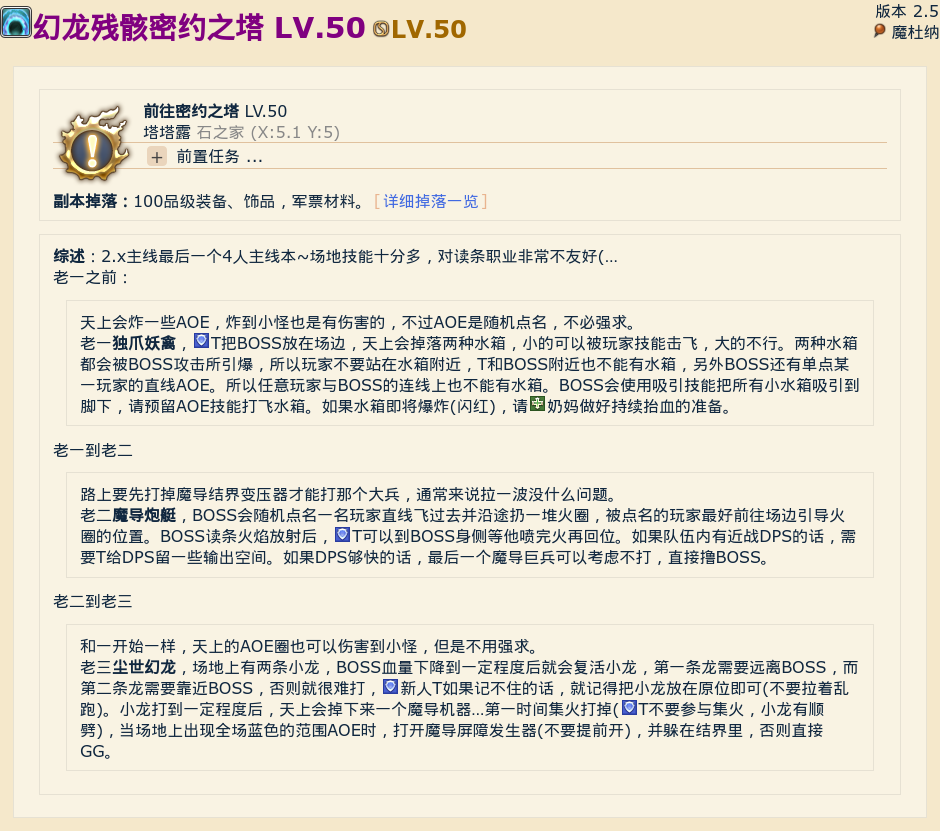 幻龙残骸密约之塔 LV.50 LV.50
版本 2.5
魔杜纳
前往密约之塔 LV.50
塔塔露 石之家 (X:5.1 Y:5)
+ 前置任务 ...
副本掉落：100品级装备、饰品，军票材料。［详细掉落一览］
综述：2.x主线最后一个4人主线本~场地技能十分多，对读条职业非常不友好(...
老一之前：
天上会炸一些AOE，炸到小怪也是有伤害的，不过AOE是随机点名，不必强求。
老一独爪妖禽，T把BOSS放在场边，天上会掉落两种水箱，小的可以被玩家技能击飞，大的不行。两种水箱
都会被BOSS攻击所引爆，所以玩家不要站在水箱附近，T和BOSS附近也不能有水箱，另外BOSS还有单点某
一玩家的直线AOE。所以任意玩家与BOSS的连线上也不能有水箱。BOSS会使用吸引技能把所有小水箱吸引到
脚下，请预留AOE技能打飞水箱。如果水箱即将爆炸(闪红)，请奶妈做好持续抬血的准备。
老一到老二
路上要先打掉魔导结界变压器才能打那个大兵，通常来说拉一波没什么问题。
老二魔导炮艇，BOSS会随机点名一名玩家直线飞过去并沿途扔一堆火圈，被点名的玩家最好前往场边引导火
圈的位置。BOSS读条火焰放射后，T可以到BOSS身侧等他喷完火再回位。如果队伍内有近战DPS的话，需
要T给DPS留一些输出空间。如果DPS够快的话，最后一个魔导巨兵可以考虑不打，直接撸BOSS。
老二到老三
和一开始一样，天上的AOE圈也可以伤害到小怪，但是不用强求。
老三尘世幻龙，场地上有两条小龙，BOSS血量下降到一定程度后就会复活小龙，第一条龙需要远离BOSS，而
第二条龙需要靠近BOSS，否则就很难打，新人T如果记不住的话，就记得把小龙放在原位即可(不要拉着乱
跑)。小龙打到一定程度后，天上会掉下来一个魔导机器...第一时间集火打掉(T不要参与集火，小龙有顺
劈)，当场地上出现全场蓝色的范围AOE时，打开魔导屏障发生器(不要提前开)，并躲在结界里，否则直接
GG。